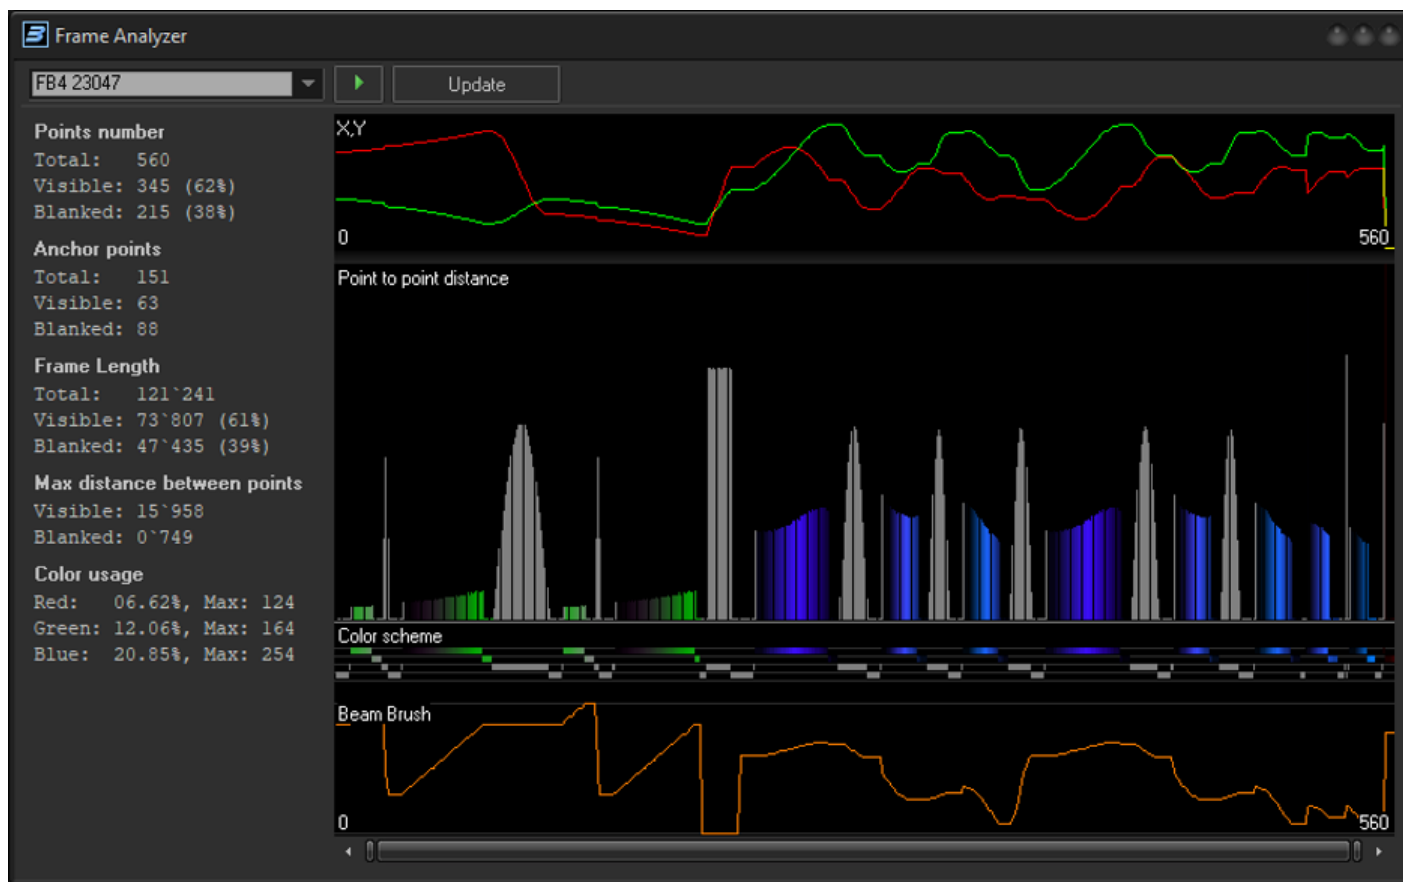 Frame Analyzer
FB4 23047
Update
Points number
Total: 560
Visible: 345 (62%)
Blanked: 215 (38%)
Anchor points
Total: 151
Visible: 63
Blanked: 88
Frame Length
Total: 121`241
Visible: 73`807 (61%)
Blanked: 47`435 (39%)
Max distance between points
Visible: 15`958
Blanked: 0`749
Color usage
Red: 06.62%, Max: 124
Green: 12.06%, Max: 164
Blue: 20.85%, Max: 254
X,Y
0 560
Point to point distance
Color scheme
Beam Brush
0 560